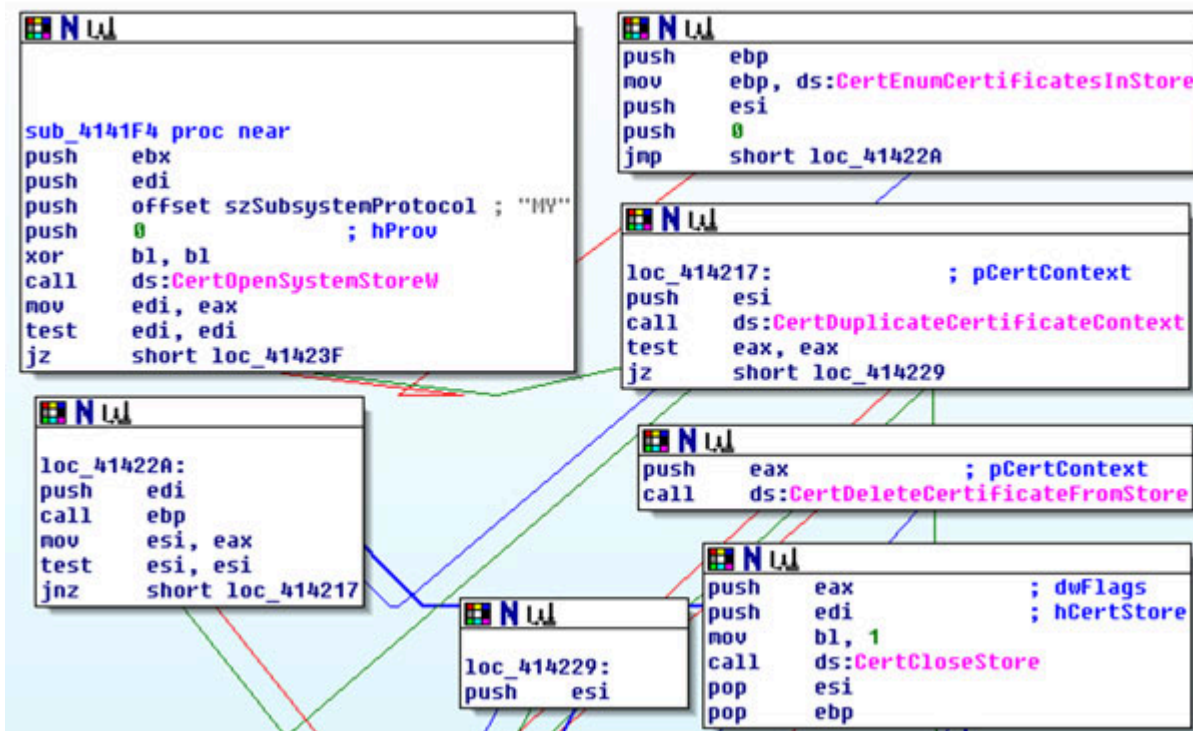 sub_4141F4 proc near
push ebx
push edi
push offset szSubsystemProtocol ; "MY"
push 0 ; hProv
xor bl, bl
call ds:CertOpenSystemStoreW
mov edi, eax
test edi, edi
jz short loc_41423F
push ebp
mov ebp, ds:CertEnumCertificatesInStore
push esi
push 0
jmp short loc_41422A
loc_414217: ; pCertContext
push esi
call ds:CertDuplicateCertificateContext
test eax, eax
jz short loc_414229
loc_41422A:
push edi
call ebp
mov esi, eax
test esi, esi
jnz short loc_414217
push eax ; pCertContext
call ds:CertDeleteCertificateFromStore
loc_414229:
push esi
push eax ; dwFlags
push edi ; hCertStore
mov bl, 1
call ds:CertCloseStore
pop esi
pop ebp